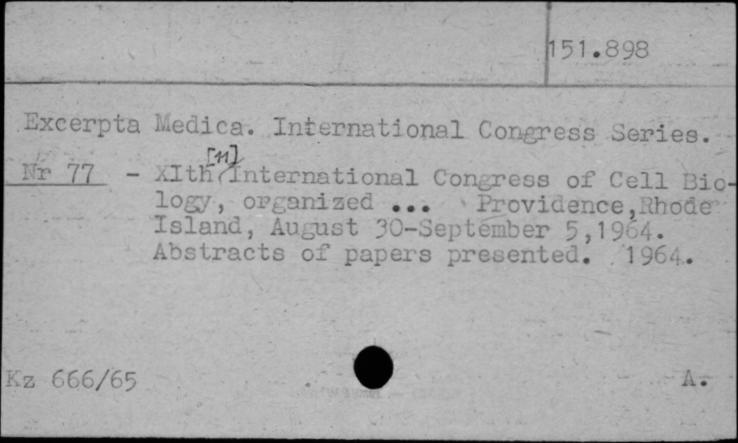 151.898
Excerpta Medica. International Congress Series.
[11]
Nr 77 - XIth International Congress of Cell Bio-
logy, organized ... Providence,Rhode
Island, August 30-September 5,1964.
Abstracts of papers presented. 1964.
Kz 666/65 A.